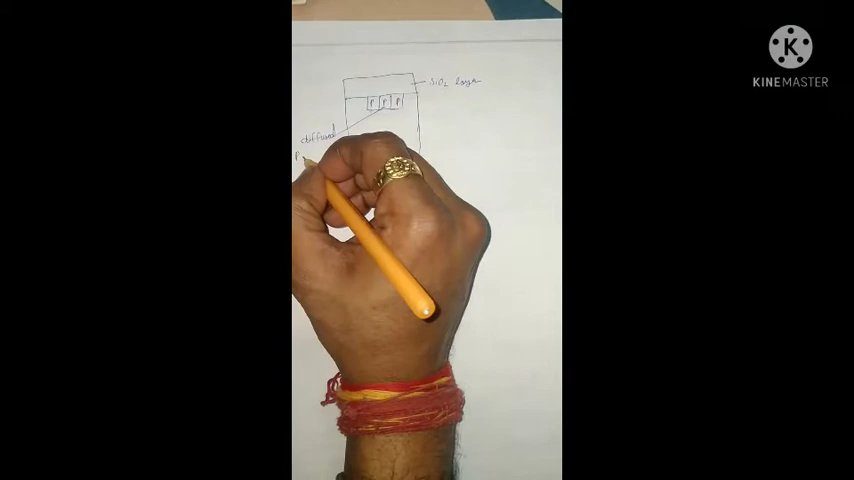 SiO2 layer
P P P
diffused
P
K
KINEMASTER